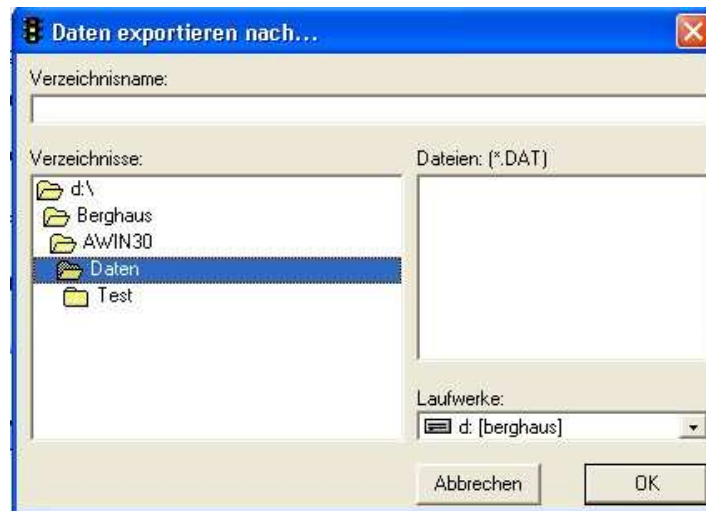 Daten exportieren nach...
Verzeichnisname:
Verzeichnisse:
Dateien: (*.DAT)
d:\
Berghaus
AWIN30
Daten
Test
Laufwerke:
d: [berghaus]
Abbrechen
OK